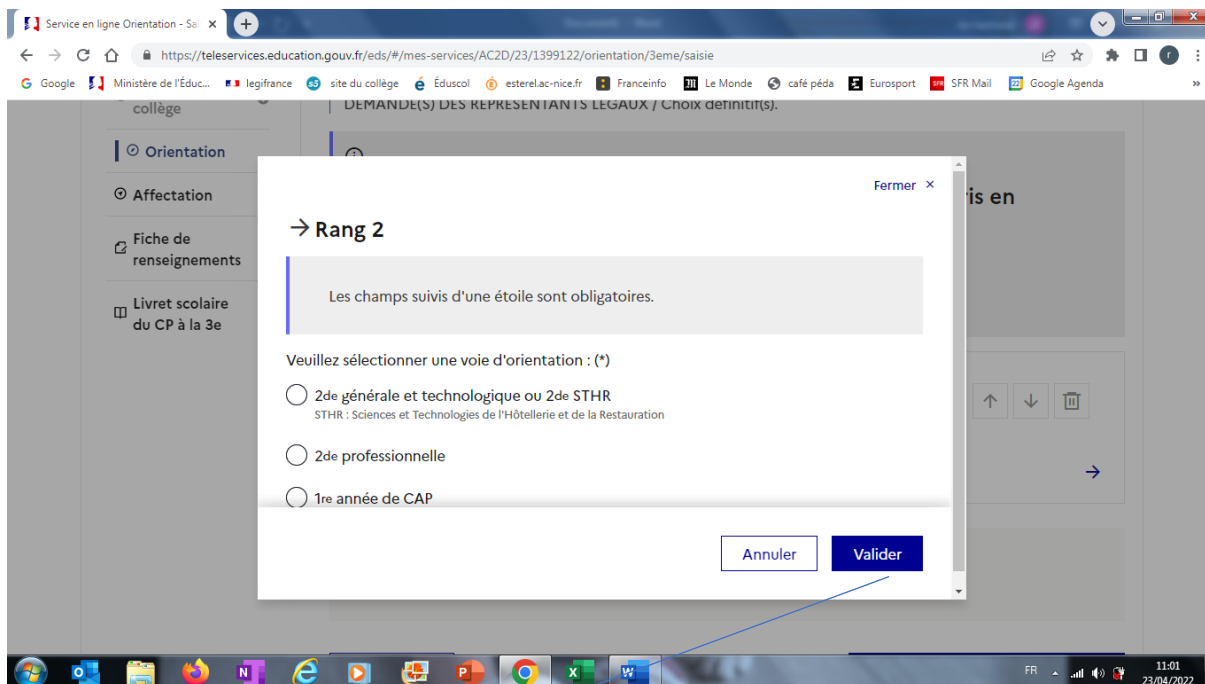 Service en ligne Orientation - Sai
https://teleservices.education.gouv.fr/eds/#/mes-services/AC2D/23/1399122/orientation/3eme/saisie
r
Google Ministère de l'Éduc... legifrance site du collège Éduscol esterel.ac-nice.fr Franceinfo Le Monde café péda Eurosport SFR Mail Google Agenda »
collège
DEMANDE(S) DES REPRESENTANTS LEGAUX / Choix définitif(s).
Orientation
Affectation
Fiche de
renseignements
Livret scolaire
du CP à la 3e
is en
Fermer ×
→ Rang 2
Les champs suivis d'une étoile sont obligatoires.
Veuillez sélectionner une voie d'orientation : (*)
2de générale et technologique ou 2de STHR
STHR : Sciences et Technologies de l'Hôtellerie et de la Restauration
2de professionnelle
1re année de CAP
Annuler
Valider
FR
11:01
23/04/2022